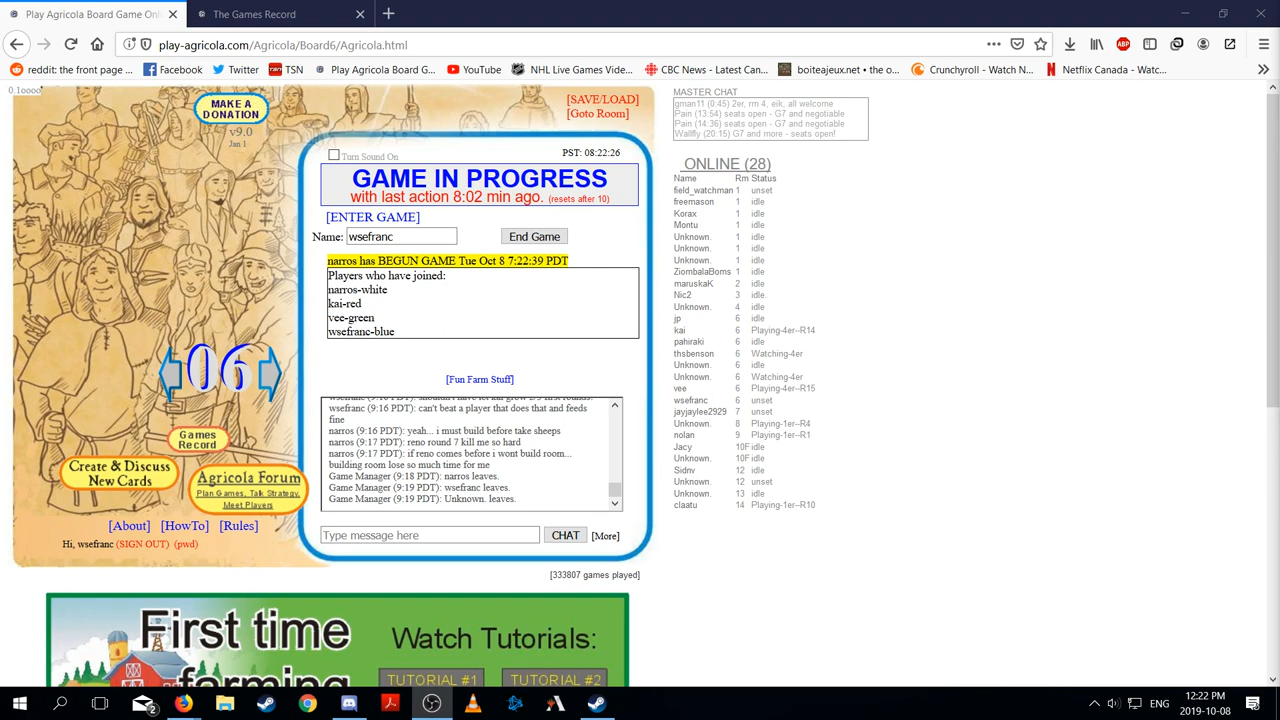 Play Agricola Board Game Onl
The Games Record
play-agricola.com/Agricola/Board6/Agricola.html
reddit: the front page ...
Facebook
Twitter
TSN
Play Agricola Board G...
YouTube
NHL Live Games Video...
CBC News - Latest Can...
boiteajeux.net • the o...
Crunchyroll - Watch N...
Netflix Canada - Watc...
ABP
0.1oooo
MAKE A
DONATION
v9.0
Jan 1
[SAVE/LOAD]
[Goto Room]
Turn Sound On
PST: 08:22:26
GAME IN PROGRESS
with last action 8:02 min ago. (resets after 10)
[ENTER GAME]
Name: wsefranc
End Game
narros has BEGUN GAME Tue Oct 8 7:22:39 PDT
Players who have joined:
narros-white
kai-red
vee-green
wsefranc-blue
06
[Fun Farm Stuff]
wsefranc (9:16 PDT): can't beat a player that does that and feeds
fine
narros (9:16 PDT): yeah... i must build before take sheeps
narros (9:17 PDT): reno round 7 kill me so hard
narros (9:17 PDT): if reno comes before i wont build room...
building room lose so much time for me
Game Manager (9:18 PDT): narros leaves.
Game Manager (9:19 PDT): wsefranc leaves.
Game Manager (9:19 PDT): Unknown. leaves.
Type message here
CHAT
[More]
Games
Record
Create & Discuss
New Cards
Agricola Forum
Plan Games, Talk Strategy,
Meet Players
[About] [HowTo] [Rules]
Hi, wsefranc (SIGN OUT) (pwd)
[333807 games played]
First time
farming
Watch Tutorials:
TUTORIAL #1
TUTORIAL #2
MASTER CHAT
gman11 (0:45) 2er, rm 4, eik, all welcome
Pain (13:54) seats open - G7 and negotiable
Pain (14:36) seats open - G7 and negotiable
Wallfly (20:15) G7 and more - seats open!
ONLINE (28)
Name Rm Status
field_watchman 1 unset
freemason 1 idle
Korax 1 idle
Montu 1 idle
Unknown. 1 idle
Unknown. 1 idle
Unknown. 1 idle
ZiombalaBoms 1 idle
maruskaK 2 idle
Nic2 3 idle.
Unknown. 4 idle
jp 6 idle
kai 6 Playing-4er--R14
pahiraki 6 idle
thsbenson 6 Watching-4er
Unknown. 6 idle
Unknown. 6 Watching-4er
vee 6 Playing-4er--R15
wsefranc 6 unset
jayjaylee2929 7 unset
Unknown. 8 Playing-1er--R4
nolan 9 Playing-1er--R1
Jacy 10F idle
Unknown. 10F idle
Sidnv 12 idle
Unknown. 12 unset
Unknown. 13 idle
claatu 14 Playing-1er--R10
2
ENG
12:22 PM
2019-10-08